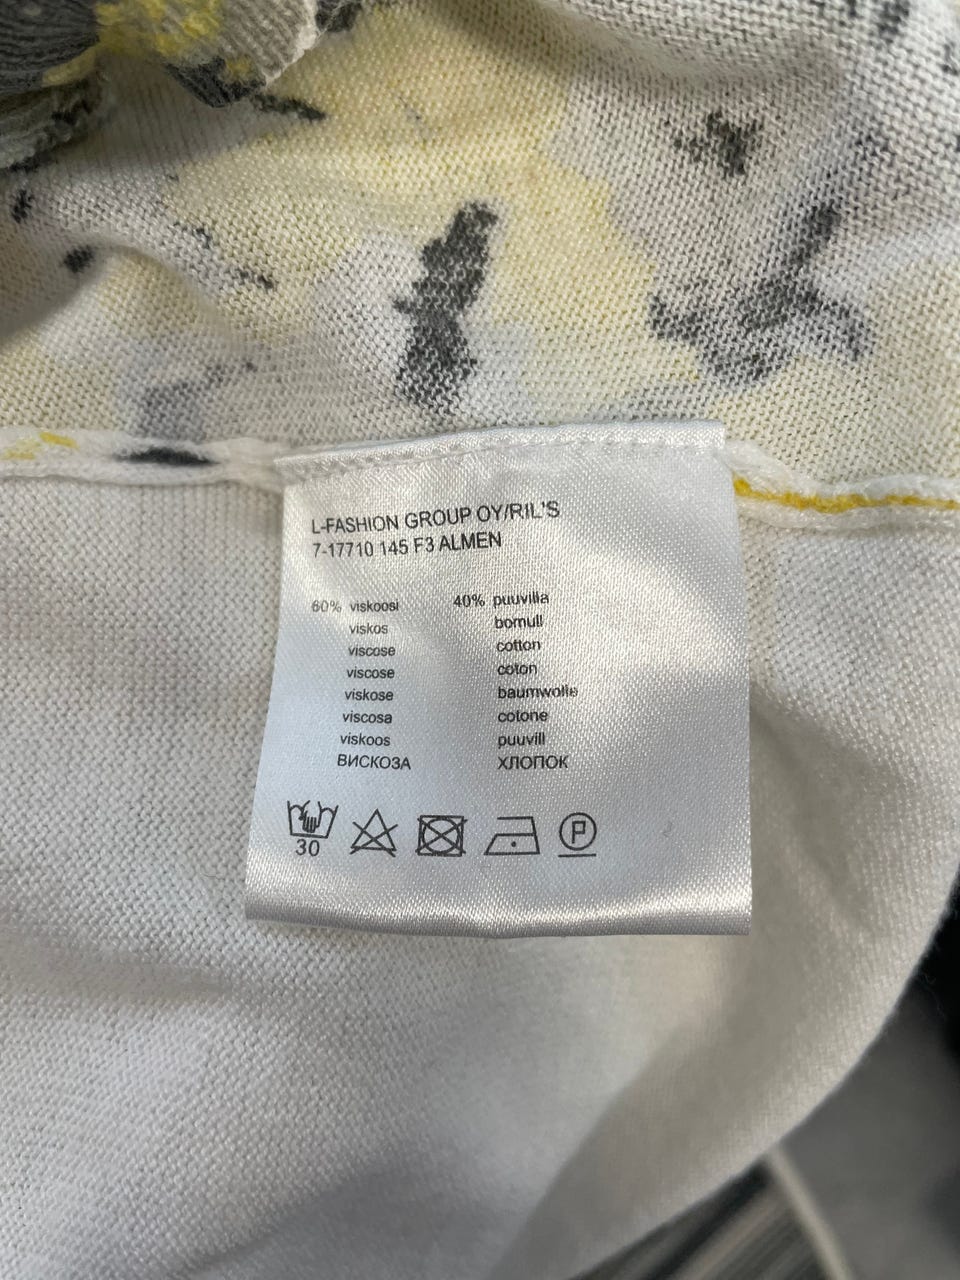 L-FASHION GROUP OY/RIL'S
7-17710 145 F3 ALMEN
60% viskoosi 40% puuvilla
viskos bomull
viscose cotton
viscose coton
viskose baumwolle
viscosa cotone
viskoos puuvill
ВИСКОЗА ХЛОПОК
30 P